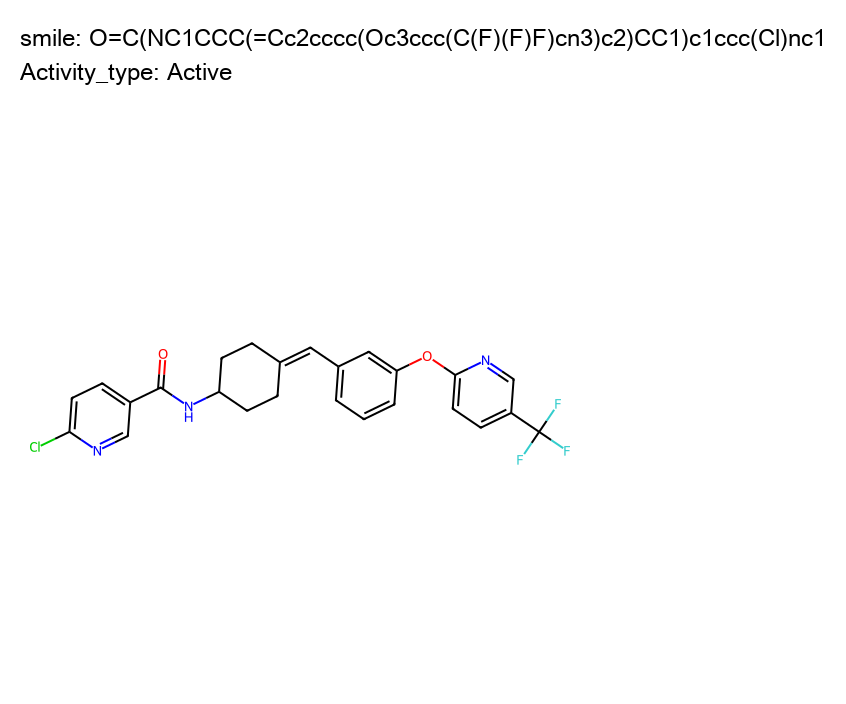 smile: O=C(NC1CCC(=Cc2cccc(Oc3ccc(C(F)(F)F)cn3)c2)CC1)c1ccc(Cl)nc1
Activity_type: Active
O
O
N
F
N
H
Cl
N
F
F